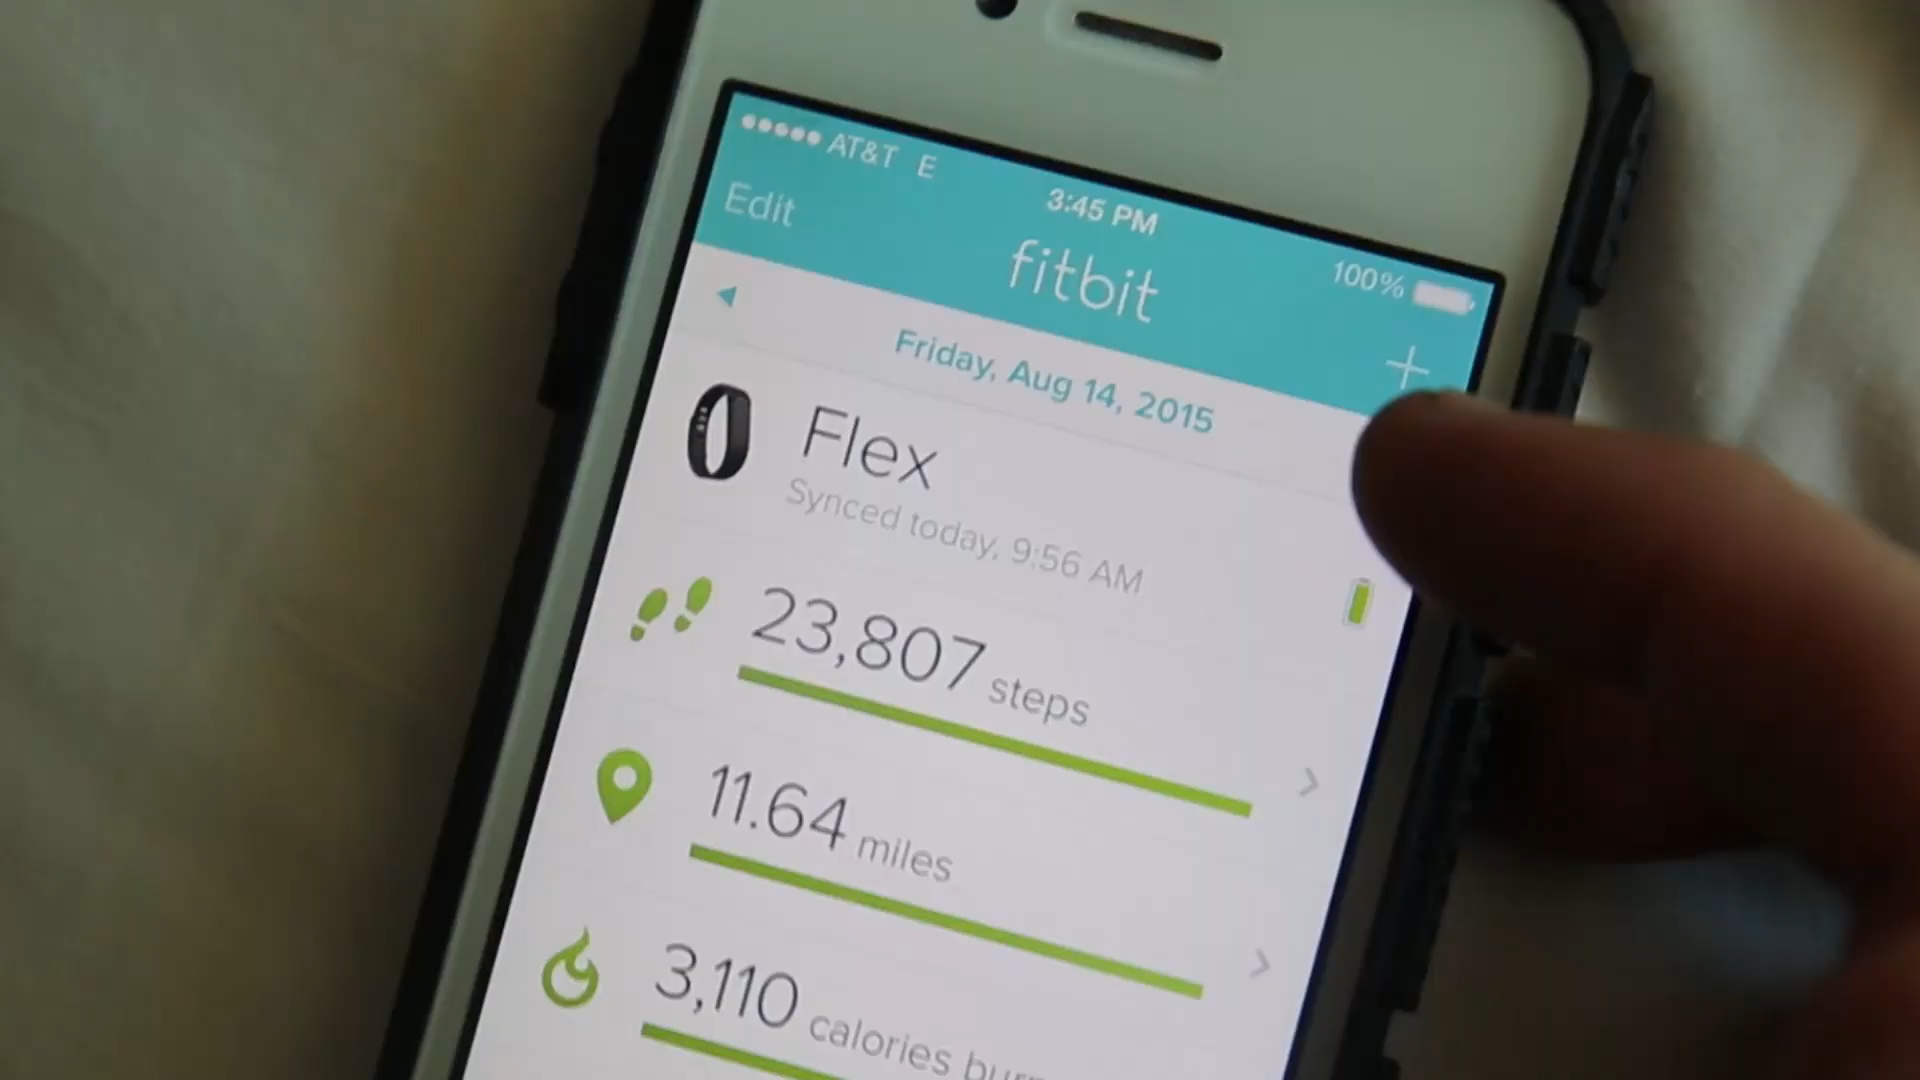 AT&T E 3:45 PM 100%
Edit fitbit +
Friday, Aug 14, 2015
Flex
Synced today, 9:56 AM
23,807 steps
11.64 miles
3,110 calories